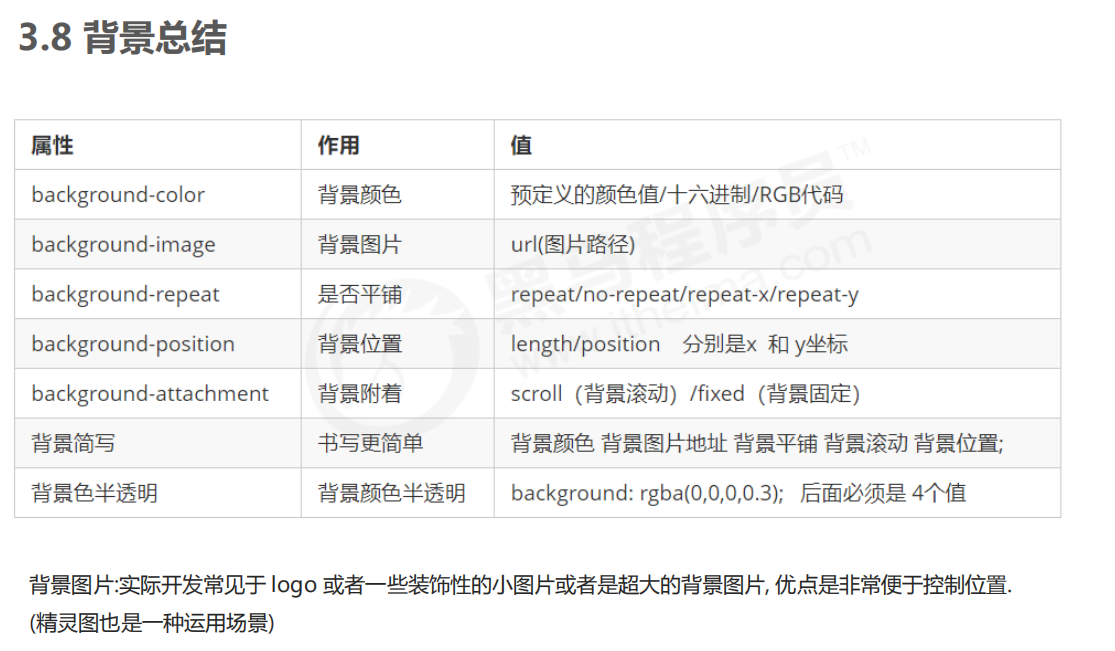 3.8 背景总结
属性 作用 值
background-color 背景颜色 预定义的颜色值/十六进制/RGB代码
background-image 背景图片 url(图片路径)
background-repeat 是否平铺 repeat/no-repeat/repeat-x/repeat-y
background-position 背景位置 length/position 分别是x 和 y坐标
background-attachment 背景附着 scroll（背景滚动）/fixed（背景固定）
背景简写 书写更简单 背景颜色 背景图片地址 背景平铺 背景滚动 背景位置;
背景色半透明 背景颜色半透明 background: rgba(0,0,0,0.3); 后面必须是 4个值
背景图片:实际开发常见于 logo 或者一些装饰性的小图片或者是超大的背景图片, 优点是非常便于控制位置.
(精灵图也是一种运用场景)
黑马程序员™
www.itheima.com